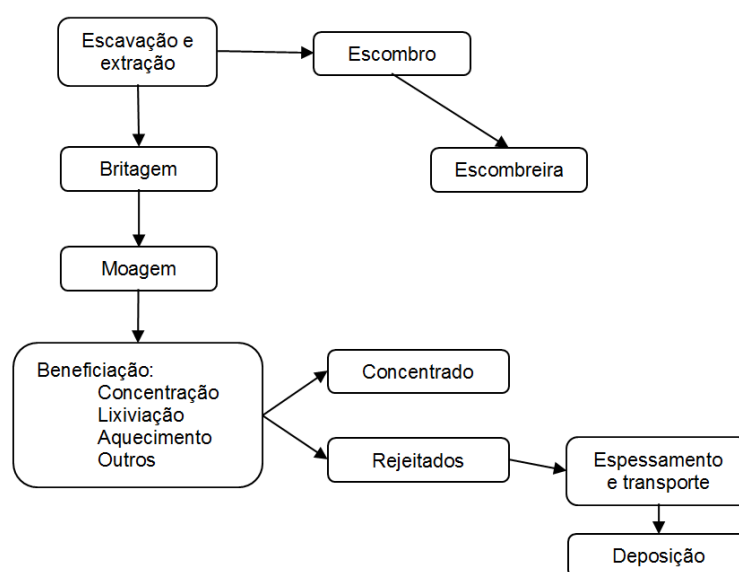 Escavação e
extração
Escombro
Escombreira
Britagem
Moagem
Beneficiação:
Concentração
Lixiviação
Aquecimento
Outros
Concentrado
Rejeitados
Espessamento
e transporte
Deposição